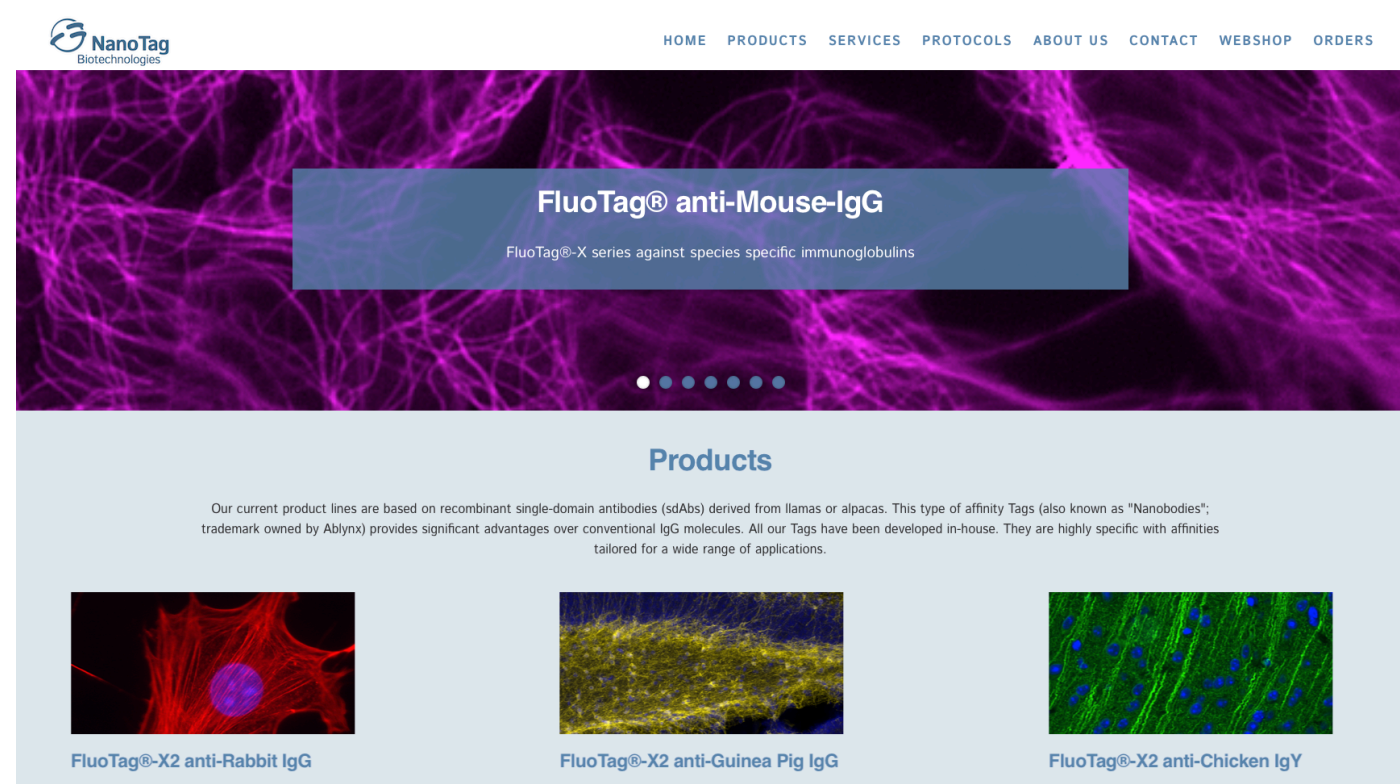 NanoTag
Biotechnologies
HOME PRODUCTS SERVICES PROTOCOLS ABOUT US CONTACT WEBSHOP ORDERS
FluoTag® anti-Mouse-IgG
FluoTag®-X series against species specific immunoglobulins
Products
Our current product lines are based on recombinant single-domain antibodies (sdAbs) derived from llamas or alpacas. This type of affinity Tags (also known as "Nanobodies";
trademark owned by Ablynx) provides significant advantages over conventional IgG molecules. All our Tags have been developed in-house. They are highly specific with affinities
tailored for a wide range of applications.
FluoTag®-X2 anti-Rabbit IgG
FluoTag®-X2 anti-Guinea Pig IgG
FluoTag®-X2 anti-Chicken IgY